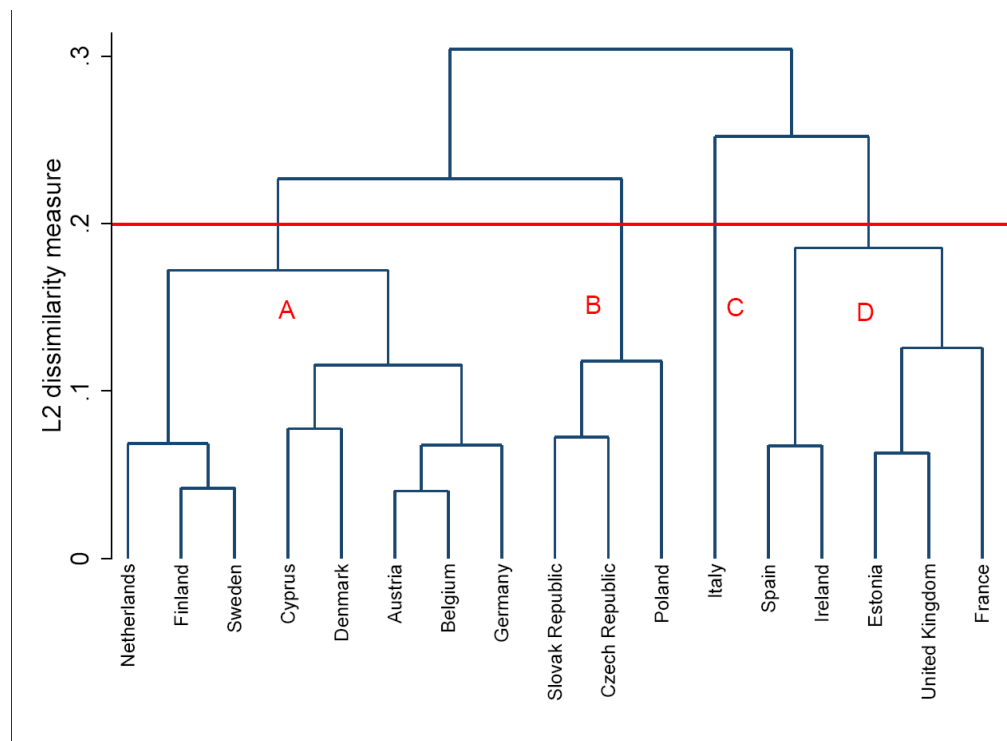 .3
.2
.1
0
L2 dissimilarity measure
A
B
C
D
Netherlands
Finland
Sweden
Cyprus
Denmark
Austria
Belgium
Germany
Slovak Republic
Czech Republic
Poland
Italy
Spain
Ireland
Estonia
United Kingdom
France